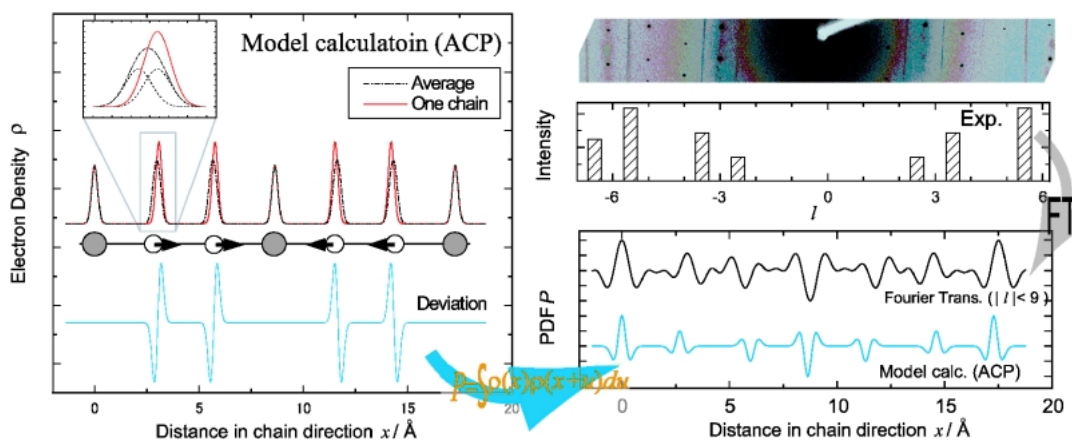 Model calculatoin (ACP)
Average
One chain
Electron Density ρ
Deviation
0 5 10 15 20
Distance in chain direction x / Å
Exp.
Intensity
-6 -3 0 3 6
l
FT
PDF P
Fourier Trans. ( | l | < 9 )
Model calc. (ACP)
0 5 10 15 20
Distance in chain direction x / Å
P=∫ρ(x)ρ(x+u)du